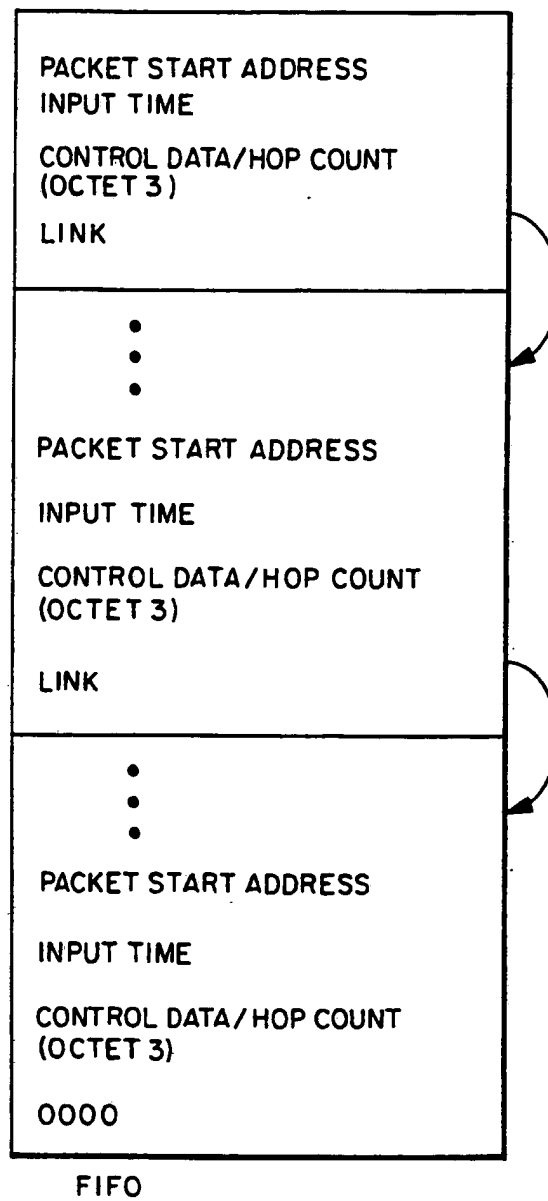 PACKET START ADDRESS
INPUT TIME
CONTROL DATA/HOP COUNT
(OCTET 3)
LINK
PACKET START ADDRESS
INPUT TIME
CONTROL DATA/HOP COUNT
(OCTET 3)
LINK
PACKET START ADDRESS
INPUT TIME
CONTROL DATA/HOP COUNT
(OCTET 3)
0000
FIFO